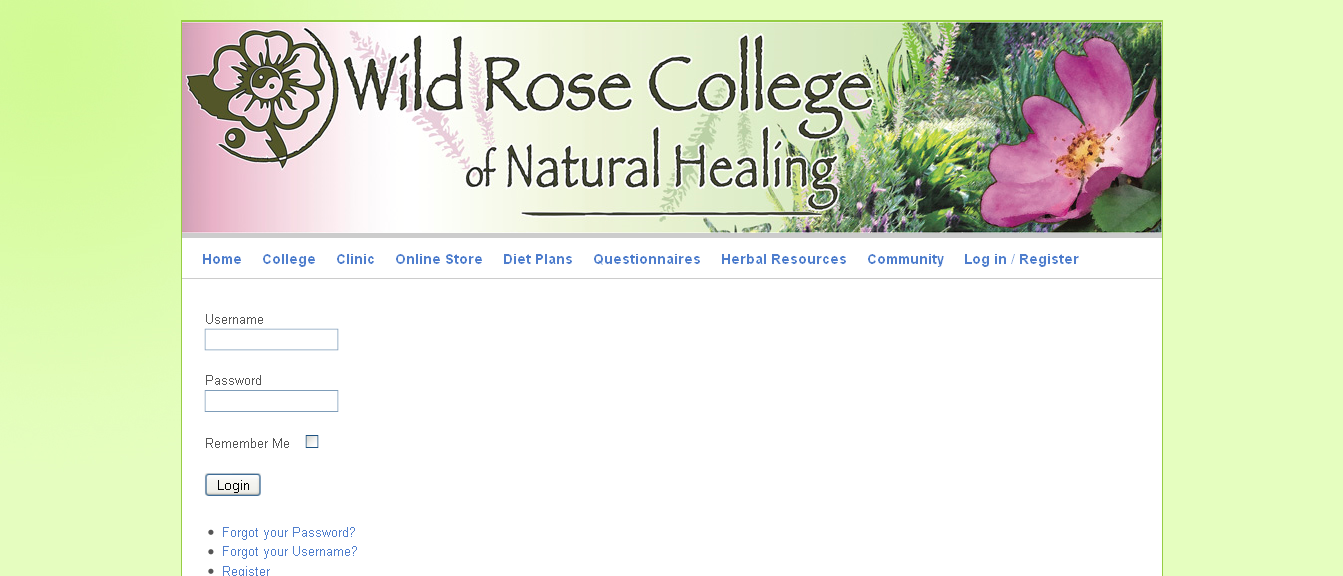 Wild Rose College
of Natural Healing
Home College Clinic Online Store Diet Plans Questionnaires Herbal Resources Community Log in / Register
Username
Password
Remember Me
Login
Forgot your Password?
Forgot your Username?
Register